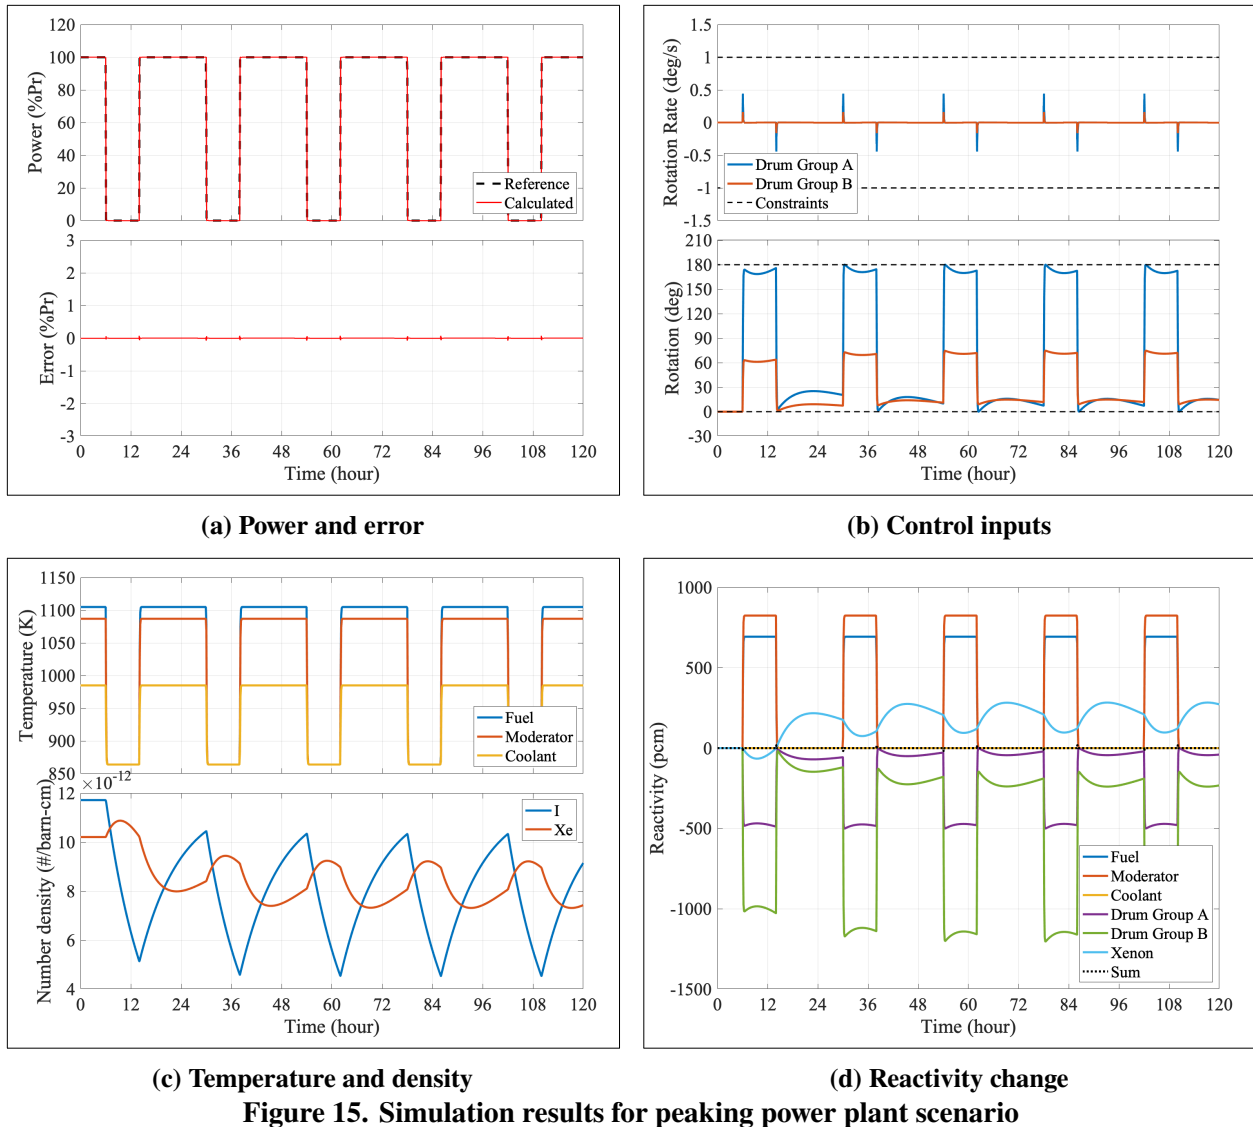 120
100
80
60
40
20
0
Power (%Pr)
Reference
Calculated
3
2
1
0
-1
-2
-3
Error (%Pr)
0 12 24 36 48 60 72 84 96 108 120
Time (hour)
(a) Power and error
1.5
1
0.5
0
-0.5
-1
-1.5
Rotation Rate (deg/s)
Drum Group A
Drum Group B
Constraints
210
180
150
120
90
60
30
0
-30
Rotation (deg)
0 12 24 36 48 60 72 84 96 108 120
Time (hour)
(b) Control inputs
1150
1100
1050
1000
950
900
850
Temperature (K)
Fuel
Moderator
Coolant
×10^-12
12
10
8
6
4
Number density (#/barn-cm)
I
Xe
0 12 24 36 48 60 72 84 96 108 120
Time (hour)
(c) Temperature and density
1000
500
0
-500
-1000
-1500
Reactivity (pcm)
Fuel
Moderator
Coolant
Drum Group A
Drum Group B
Xenon
Sum
0 12 24 36 48 60 72 84 96 108 120
Time (hour)
(d) Reactivity change
Figure 15. Simulation results for peaking power plant scenario